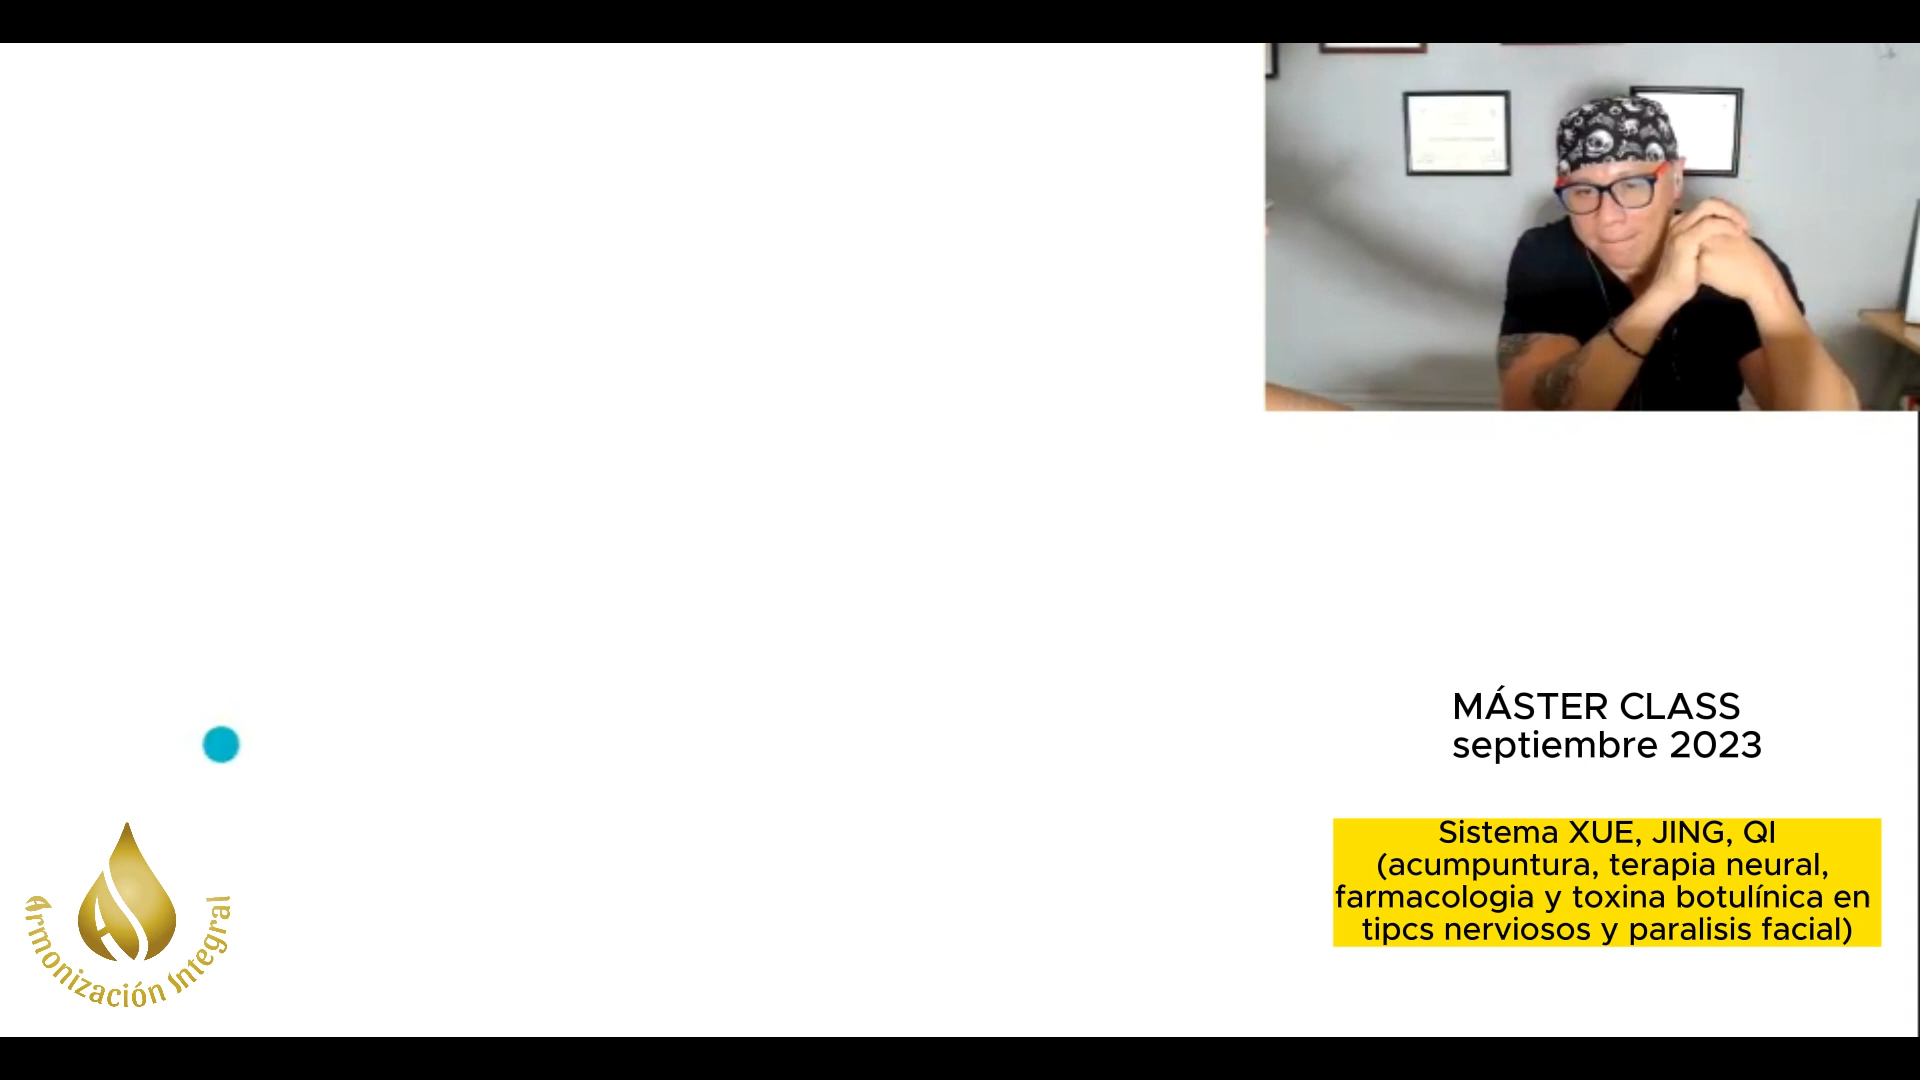 MÁSTER CLASS
septiembre 2023
Sistema XUE, JING, QI
(acumpuntura, terapia neural,
farmacologia y toxina botulínica en
tipcs nerviosos y paralisis facial)
Armonización Integral